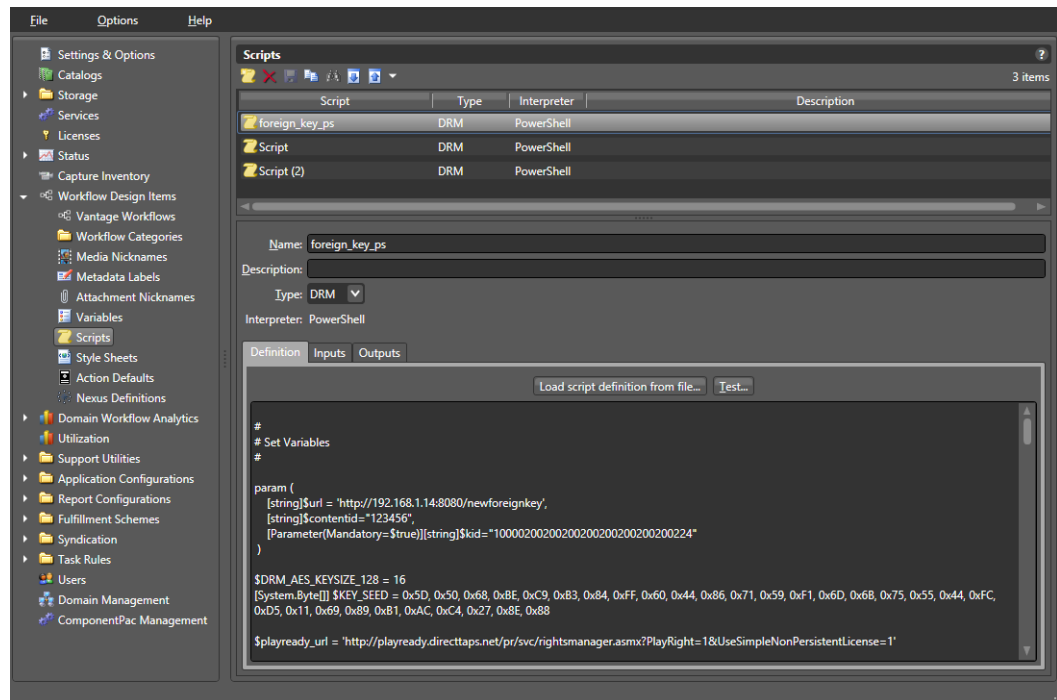 File Options Help
Settings & Options
Catalogs
Storage
Services
Licenses
Status
Capture Inventory
Workflow Design Items
Vantage Workflows
Workflow Categories
Media Nicknames
Metadata Labels
Attachment Nicknames
Variables
Scripts
Style Sheets
Action Defaults
Nexus Definitions
Domain Workflow Analytics
Utilization
Support Utilities
Application Configurations
Report Configurations
Fulfillment Schemes
Syndication
Task Rules
Users
Domain Management
ComponentPac Management
Scripts ?
3 items
Script Type Interpreter Description
foreign_key_ps DRM PowerShell
Script DRM PowerShell
Script (2) DRM PowerShell
Name: foreign_key_ps
Description:
Type: DRM
Interpreter: PowerShell
Definition Inputs Outputs
Load script definition from file... Test...
#
# Set Variables
#
param (
[string]$url = 'http://192.168.1.14:8080/newforeignkey',
[string]$contentid="123456",
[Parameter(Mandatory=$true)][string]$kid="10000200200200200200200200200224"
)
$DRM_AES_KEYSIZE_128 = 16
[System.Byte[]] $KEY_SEED = 0x5D, 0x50, 0x68, 0xBE, 0xC9, 0xB3, 0x84, 0xFF, 0x60, 0x44, 0x86, 0x71, 0x59, 0xF1, 0x6D, 0x6B, 0x75, 0x55, 0x44, 0xFC,
0xD5, 0x11, 0x69, 0x89, 0xB1, 0xAC, 0xC4, 0x27, 0x8E, 0x88
$playready_url = 'http://playready.directtaps.net/pr/svc/rightsmanager.asmx?PlayRight=1&UseSimpleNonPersistentLicense=1'